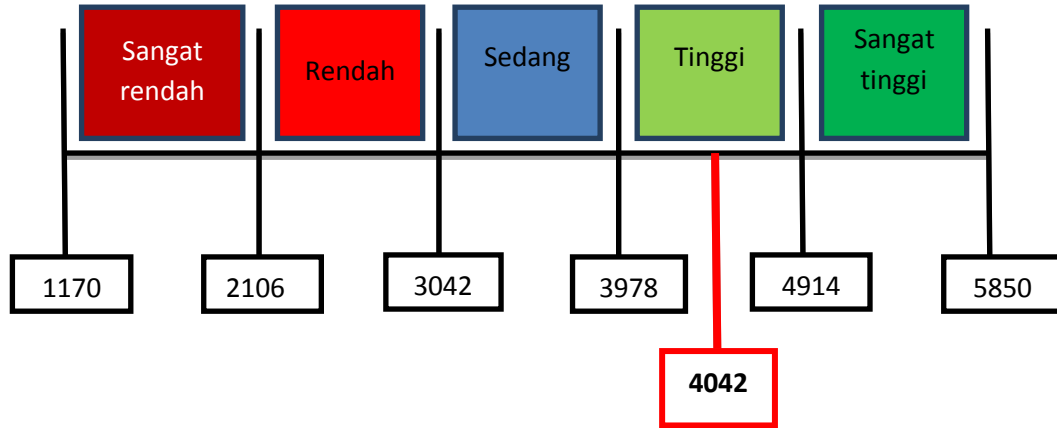 Sangat
rendah
Rendah
Sedang
Tinggi
Sangat
tinggi
1170
2106
3042
3978
4914
5850
4042